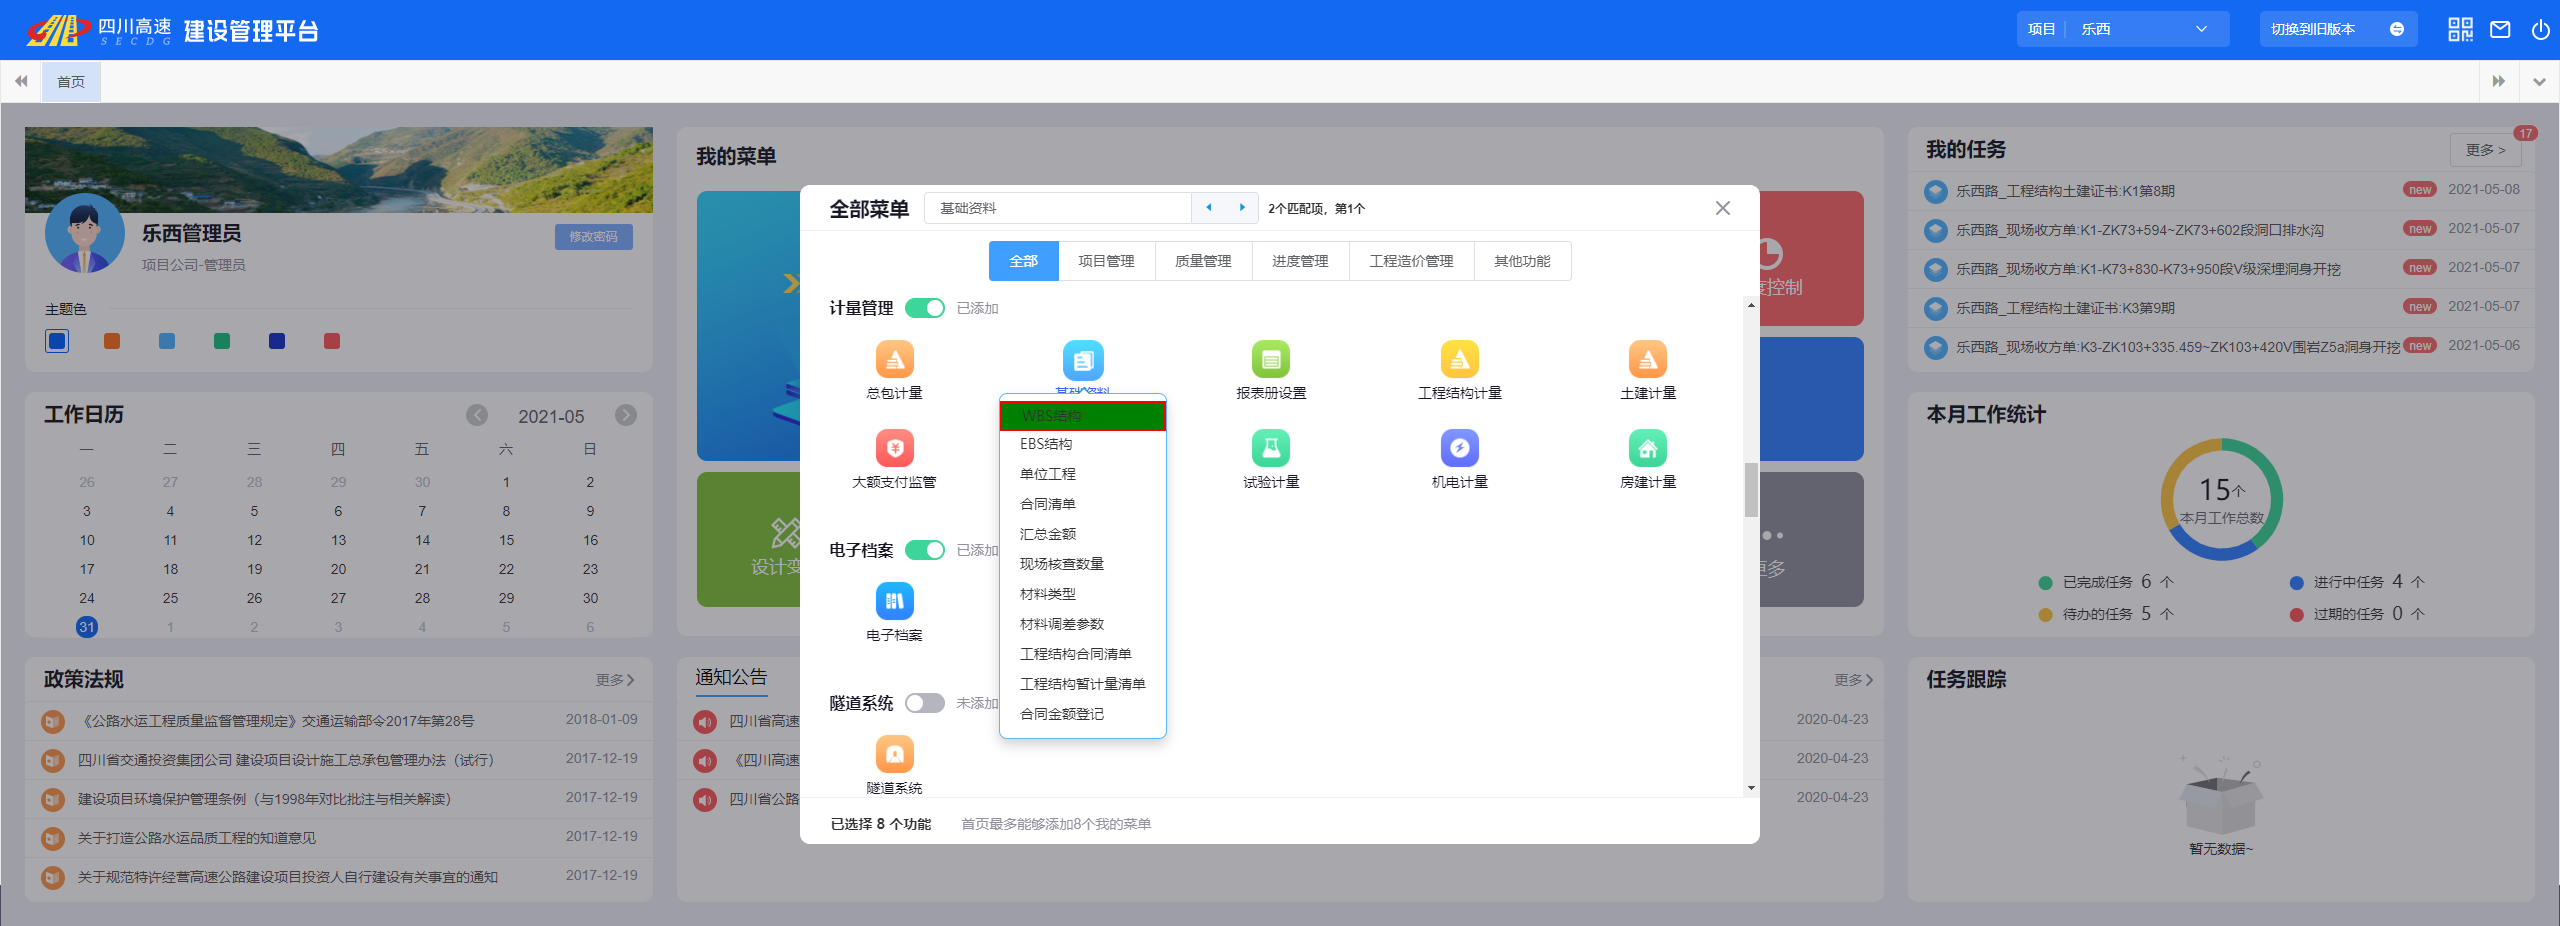 四川高速
SECDG
建设管理平台
项目 乐西
切换到旧版本
首页
乐西管理员
项目公司-管理员
修改密码
主题色
工作日历
2021-05
一 二 三 四 五 六 日
26 27 28 29 30 1 2
3 4 5 6 7 8 9
10 11 12 13 14 15 16
17 18 19 20 21 22 23
24 25 26 27 28 29 30
31 1 2 3 4 5 6
政策法规
更多
《公路水运工程质量监督管理规定》交通运输部令2017年第28号 2018-01-09
四川省交通投资集团公司 建设项目设计施工总承包管理办法（试行） 2017-12-19
建设项目环境保护管理条例（与1998年对比批注与相关解读） 2017-12-19
关于打造公路水运品质工程的知道意见 2017-12-19
关于规范特许经营高速公路建设项目投资人自行建设有关事宜的通知 2017-12-19
我的菜单
设计变
度控制
更多
通知公告
更多
四川省高速 2020-04-23
《四川高速 2020-04-23
四川省公路 2020-04-23
全部菜单
基础资料
2个匹配项，第1个
全部 项目管理 质量管理 进度管理 工程造价管理 其他功能
计量管理 已添加
总包计量 基础资料 报表册设置 工程结构计量 土建计量
大额支付监管 试验计量 机电计量 房建计量
WBS结构
EBS结构
单位工程
合同清单
汇总金额
现场核查数量
材料类型
材料调差参数
工程结构合同清单
工程结构暂计量清单
合同金额登记
电子档案 已添加
电子档案
隧道系统 未添加
隧道系统
已选择 8 个功能 首页最多能够添加8个我的菜单
我的任务
更多 >
17
乐西路_工程结构土建证书:K1第8期 new 2021-05-08
乐西路_现场收方单:K1-ZK73+594~ZK73+602段洞口排水沟 new 2021-05-07
乐西路_现场收方单:K1-K73+830-K73+950段V级深埋洞身开挖 new 2021-05-07
乐西路_工程结构土建证书:K3第9期 new 2021-05-07
乐西路_现场收方单:K3-ZK103+335.459~ZK103+420V围岩Z5a洞身开挖 new 2021-05-06
本月工作统计
15个
本月工作总数
已完成任务 6 个 进行中任务 4 个
待办的任务 5 个 过期的任务 0 个
任务跟踪
暂无数据~